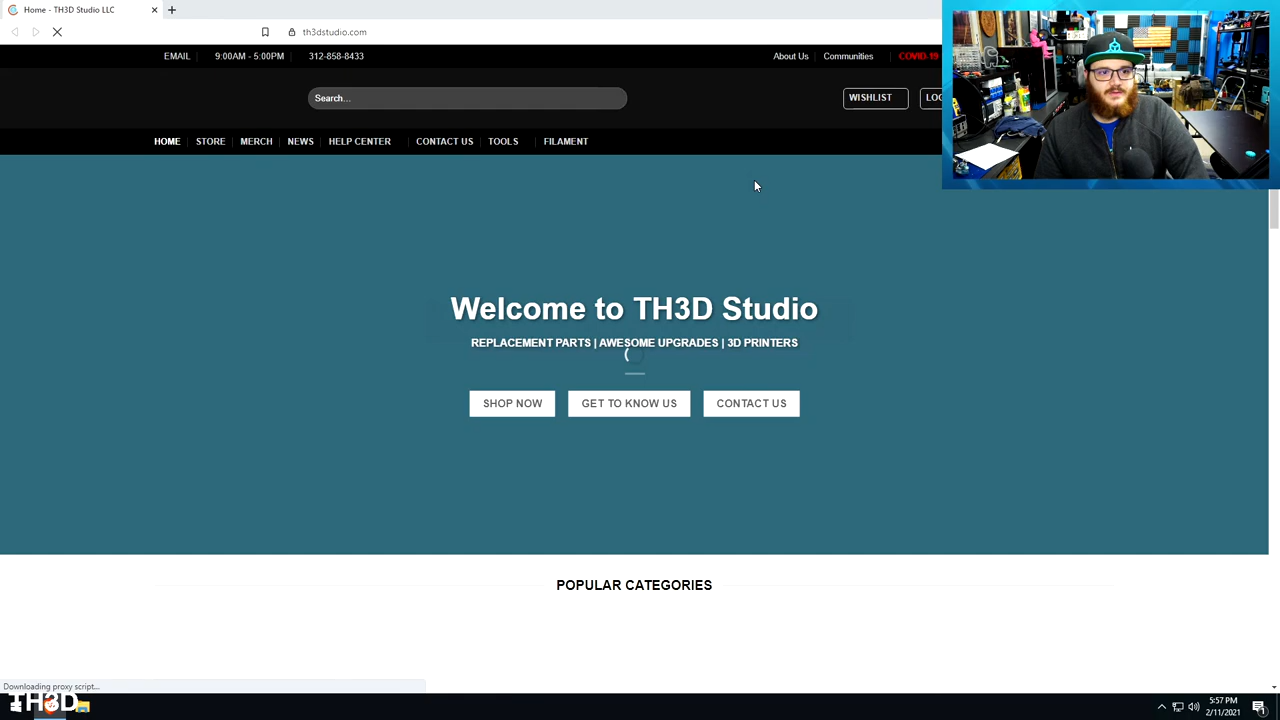 Home - TH3D Studio LLC
th3dstudio.com
EMAIL 9:00AM - 5:00PM 312-858-8433 About Us Communities COVID-19
Search... WISHLIST LOG
HOME STORE MERCH NEWS HELP CENTER CONTACT US TOOLS FILAMENT
Welcome to TH3D Studio
REPLACEMENT PARTS | AWESOME UPGRADES | 3D PRINTERS
SHOP NOW GET TO KNOW US CONTACT US
POPULAR CATEGORIES
Downloading proxy script...
TH3D
5:57 PM
2/11/2021